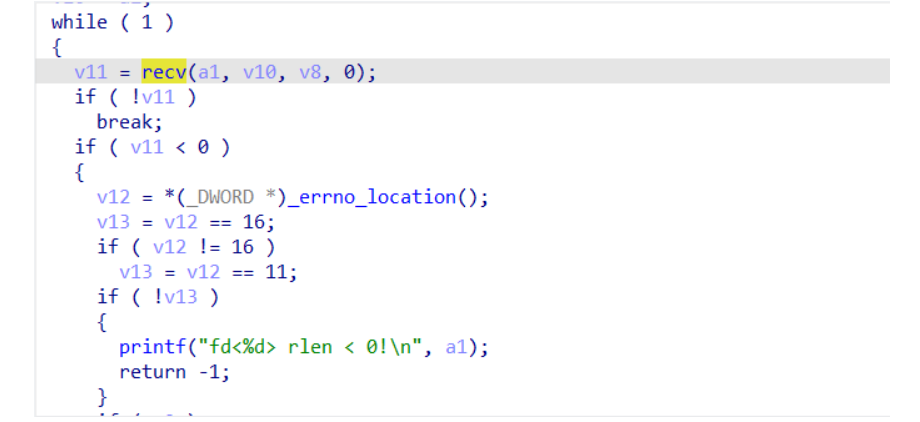 while ( 1 )
{
v11 = recv(a1, v10, v8, 0);
if ( !v11 )
break;
if ( v11 < 0 )
{
v12 = *(_DWORD *)_errno_location();
v13 = v12 == 16;
if ( v12 != 16 )
v13 = v12 == 11;
if ( !v13 )
{
printf("fd<%d> rlen < 0!\n", a1);
return -1;
}